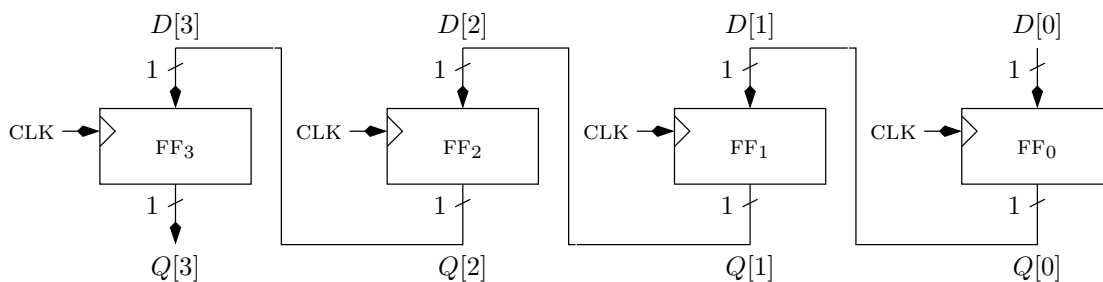 D[3] D[2] D[1] D[0]
1 1 1 1
CLK FF3 CLK FF2 CLK FF1 CLK FF0
1 1 1 1
Q[3] Q[2] Q[1] Q[0]